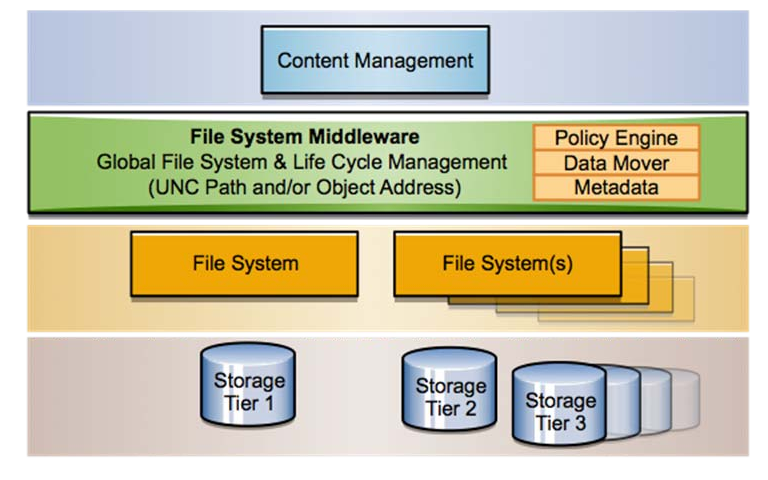 Content Management
File System Middleware
Global File System & Life Cycle Management
(UNC Path and/or Object Address)
Policy Engine
Data Mover
Metadata
File System
File System(s)
Storage
Tier 1
Storage
Tier 2
Storage
Tier 3